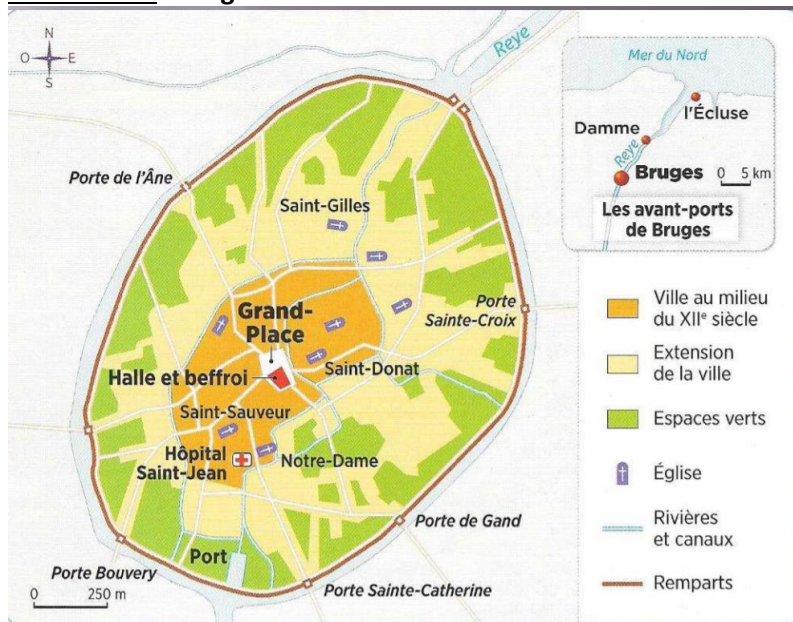 N
O E
S
Reye
Porte de l'Âne
Saint-Gilles
Porte
Sainte-Croix
Grand-
Place
Halle et beffroi
Saint-Donat
Saint-Sauveur
Hôpital
Saint-Jean
Notre-Dame
Porte de Gand
Port
Porte Bouvery
Porte Sainte-Catherine
0 250 m
Mer du Nord
l'Écluse
Damme
Reye
Bruges 0 5 km
Les avant-ports
de Bruges
Ville au milieu
du XIIe siècle
Extension
de la ville
Espaces verts
Église
Rivières
et canaux
Remparts